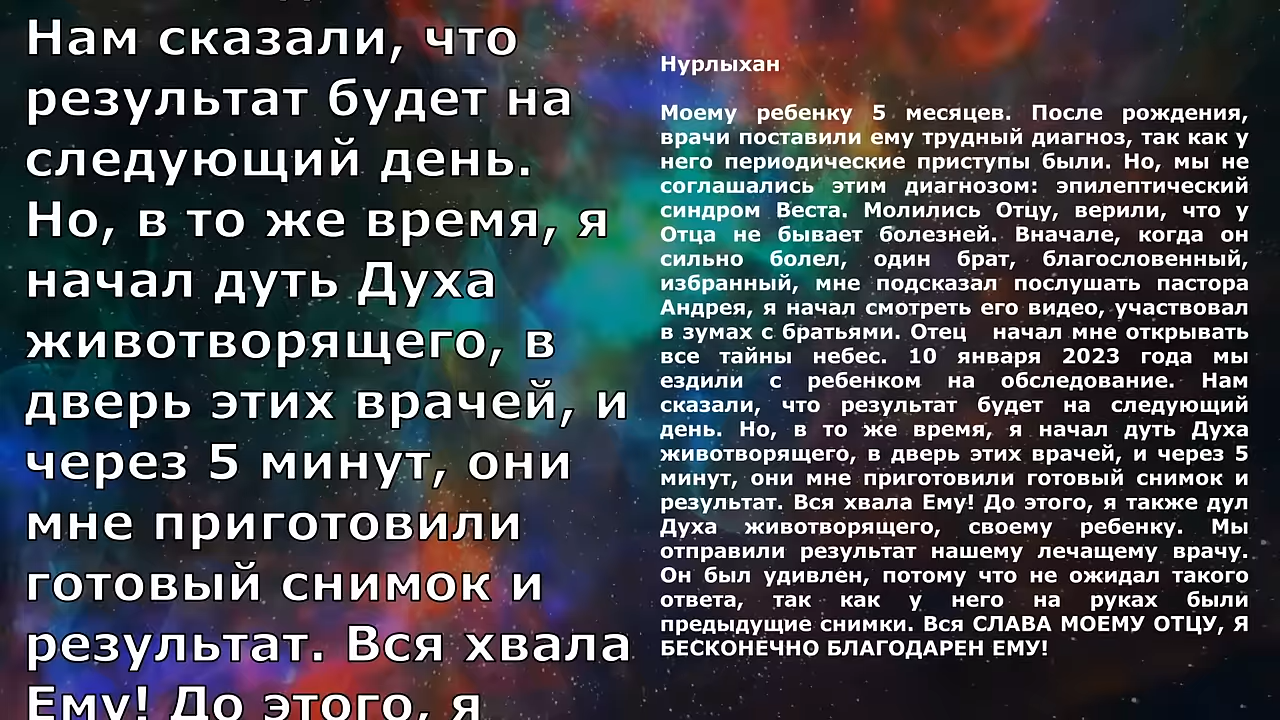 Нам сказали, что
результат будет на
следующий день.
Но, в то же время, я
начал дуть Духа
животворящего, в
дверь этих врачей, и
через 5 минут, они
мне приготовили
готовый снимок и
результат. Вся хвала
Ему! До этого, я
Нурлыхан
Моему ребенку 5 месяцев. После рождения,
врачи поставили ему трудный диагноз, так как у
него периодические приступы были. Но, мы не
соглашались этим диагнозом: эпилептический
синдром Веста. Молились Отцу, верили, что у
Отца не бывает болезней. Вначале, когда он
сильно болел, один брат, благословенный,
избранный, мне подсказал послушать пастора
Андрея, я начал смотреть его видео, участвовал
в зумах с братьями. Отец начал мне открывать
все тайны небес. 10 января 2023 года мы
ездили с ребенком на обследование. Нам
сказали, что результат будет на следующий
день. Но, в то же время, я начал дуть Духа
животворящего, в дверь этих врачей, и через 5
минут, они мне приготовили готовый снимок и
результат. Вся хвала Ему! До этого, я также дул
Духа животворящего, своему ребенку. Мы
отправили результат нашему лечащему врачу.
Он был удивлен, потому что не ожидал такого
ответа, так как у него на руках были
предыдущие снимки. Вся СЛАВА МОЕМУ ОТЦУ, Я
БЕСКОНЕЧНО БЛАГОДАРЕН ЕМУ!